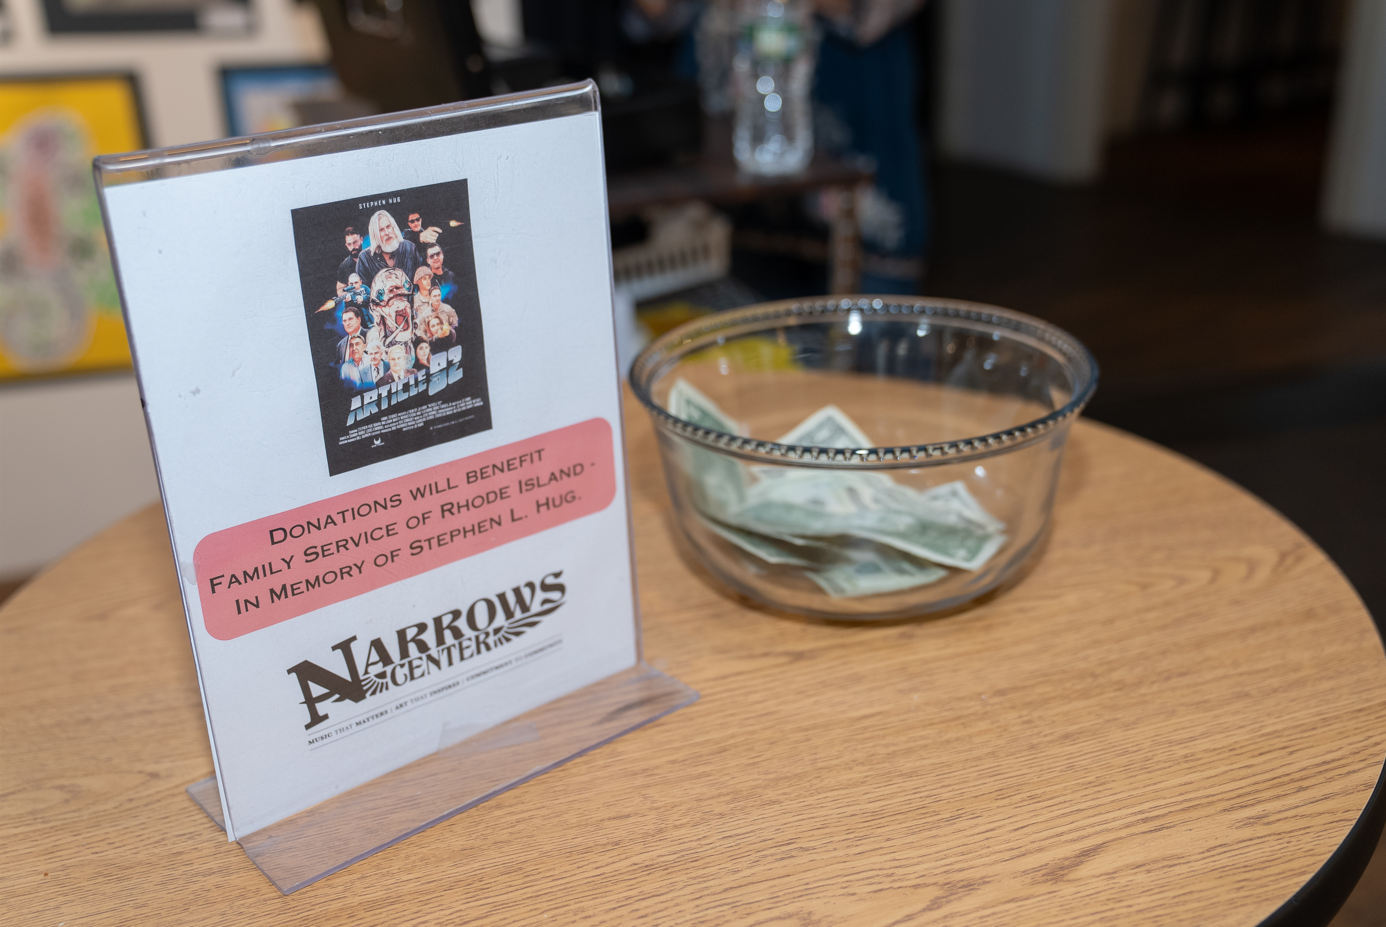 STEPHEN HUG
ARTICLE 82
DONATIONS WILL BENEFIT
FAMILY SERVICE OF RHODE ISLAND -
IN MEMORY OF STEPHEN L. HUG.
NARROWS
CENTER
MUSIC THAT MATTERS | ART THAT INSPIRES | COMMITMENT TO COMMUNITY